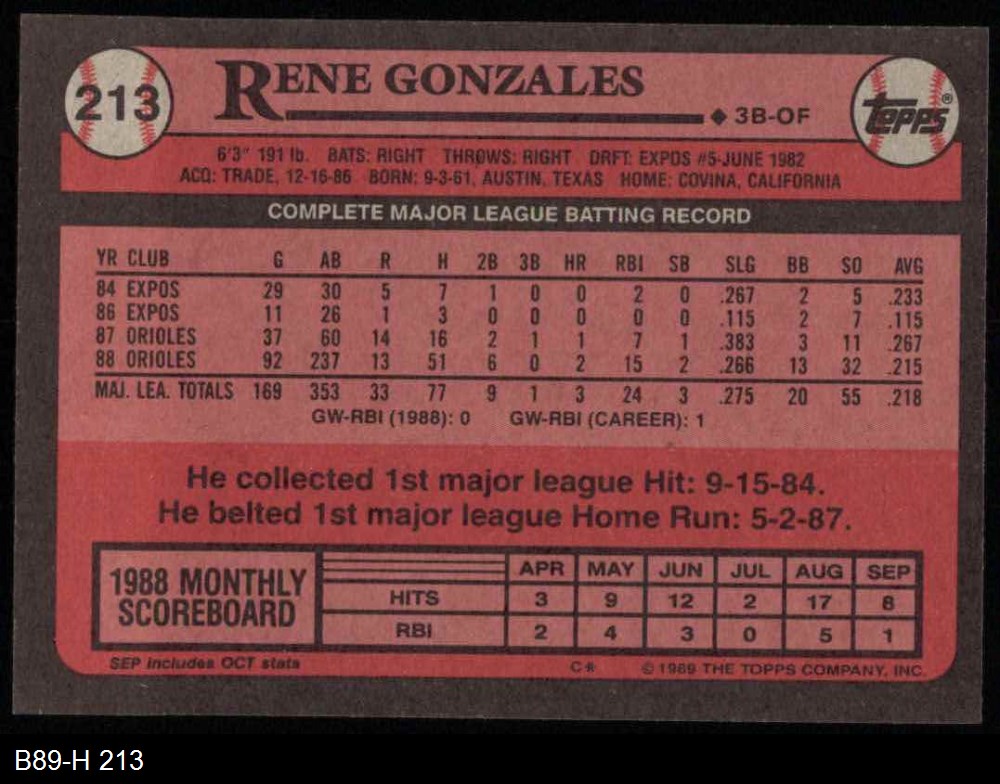 213
RENE GONZALES
◆ 3B-OF
Topps®
6'3" 191 lb. BATS: RIGHT THROWS: RIGHT DRFT: EXPOS #5-JUNE 1982
ACQ: TRADE, 12-16-86 BORN: 9-3-61, AUSTIN, TEXAS HOME: COVINA, CALIFORNIA
COMPLETE MAJOR LEAGUE BATTING RECORD
YR CLUB G AB R H 2B 3B HR RBI SB SLG BB SO AVG
84 EXPOS 29 30 5 7 1 0 0 2 0 .267 2 5 .233
86 EXPOS 11 26 1 3 0 0 0 0 0 .115 2 7 .115
87 ORIOLES 37 60 14 16 2 1 1 7 1 .383 3 11 .267
88 ORIOLES 92 237 13 51 6 0 2 15 2 .266 13 32 .215
MAJ. LEA. TOTALS 169 353 33 77 9 1 3 24 3 .275 20 55 .218
GW-RBI (1988): 0 GW-RBI (CAREER): 1
He collected 1st major league Hit: 9-15-84.
He belted 1st major league Home Run: 5-2-87.
1988 MONTHLY
SCOREBOARD
APR MAY JUN JUL AUG SEP
HITS 3 9 12 2 17 8
RBI 2 4 3 0 5 1
SEP includes OCT stats
C* © 1989 THE TOPPS COMPANY, INC.
B89-H 213